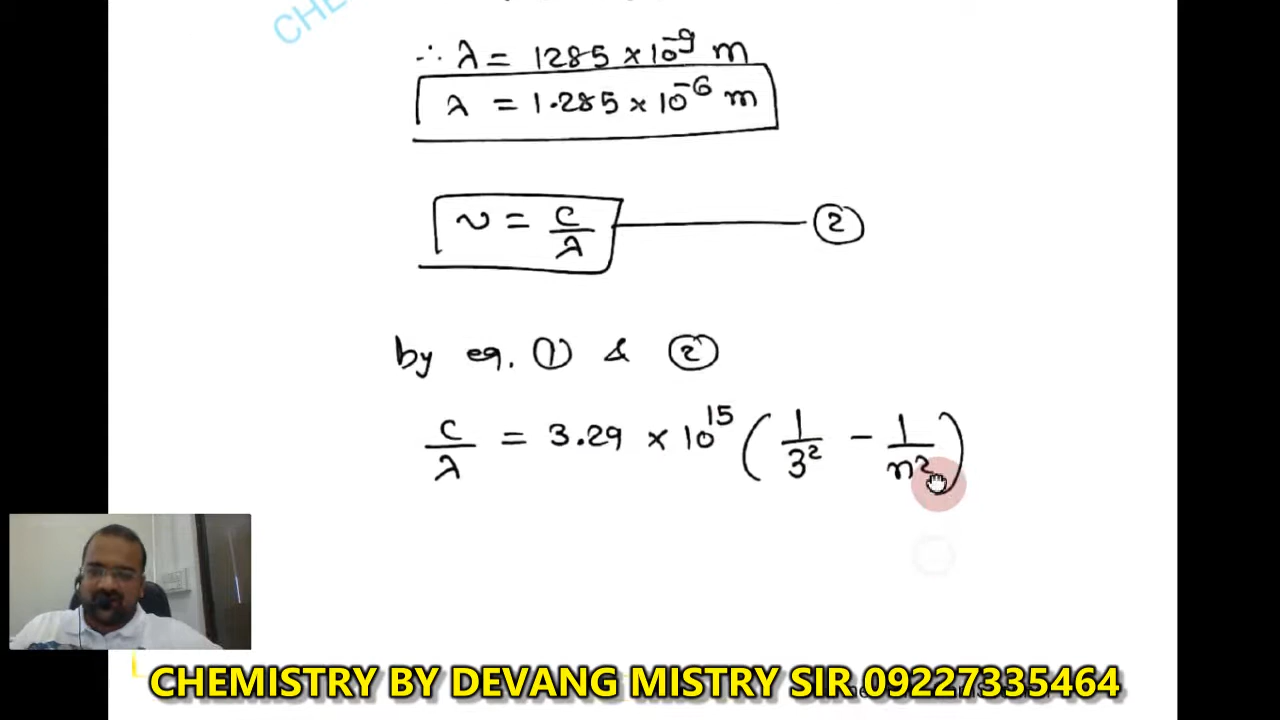 CHE
∴ λ = 1285 × 10⁻⁹ m
λ = 1.285 × 10⁻⁶ m
ν = c/λ ——— ②
by eq. ① & ②
c/λ = 3.29 × 10¹⁵ (1/3² − 1/n²)
CHEMISTRY BY DEVANG MISTRY SIR 09227335464